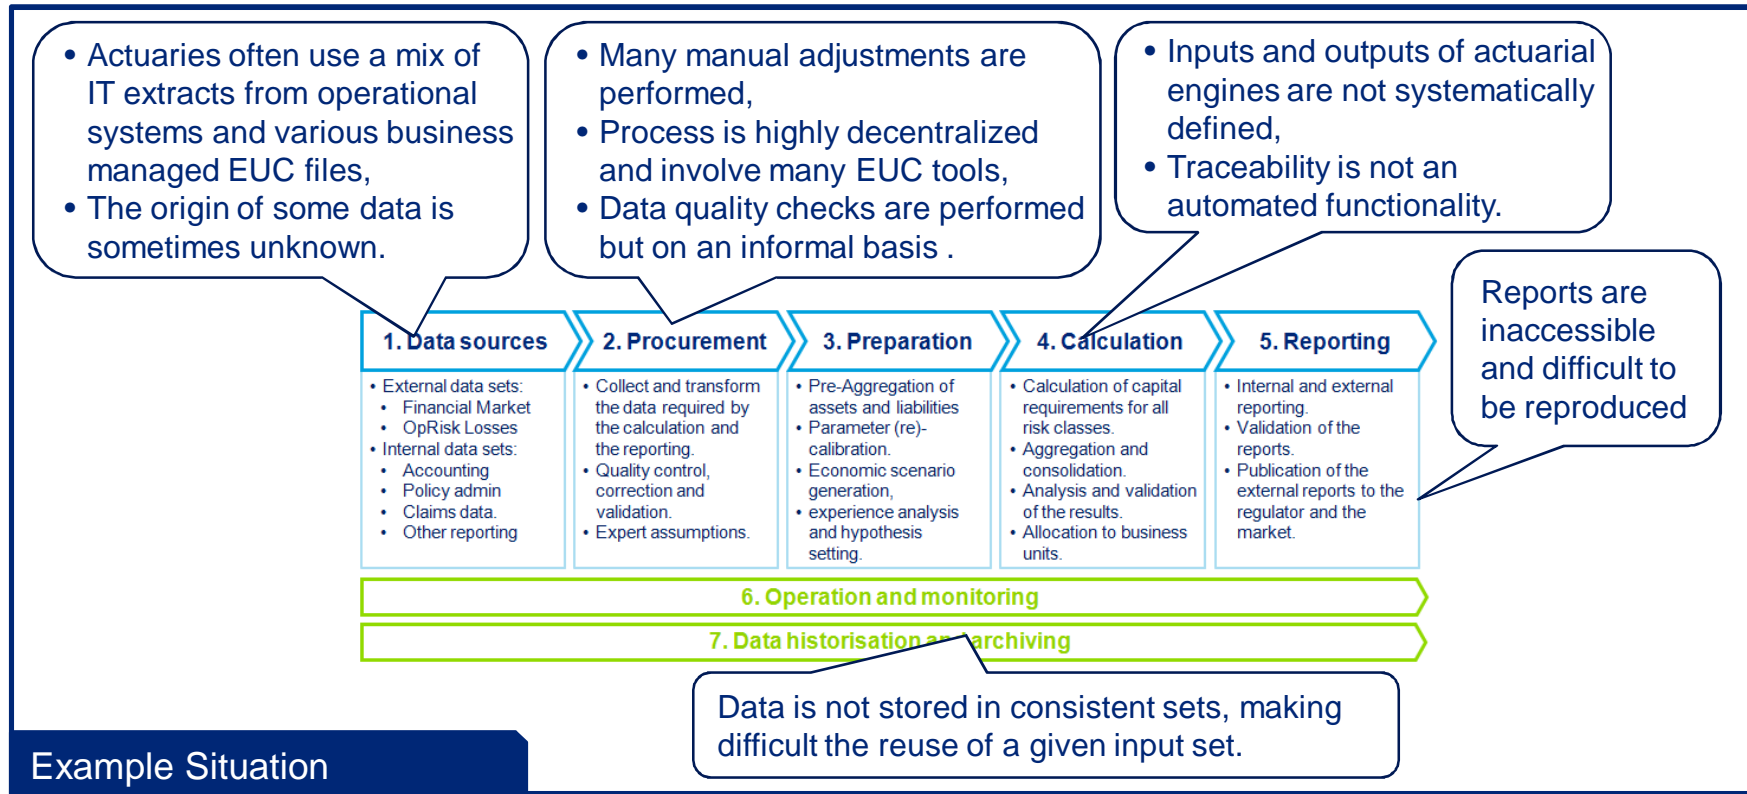 • Actuaries often use a mix of
IT extracts from operational
systems and various business
managed EUC files,
• The origin of some data is
sometimes unknown.
• Many manual adjustments are
performed,
• Process is highly decentralized
and involve many EUC tools,
• Data quality checks are performed
but on an informal basis .
• Inputs and outputs of actuarial
engines are not systematically
defined,
• Traceability is not an
automated functionality.
Reports are
inaccessible
and difficult to
be reproduced
1. Data sources
• External data sets:
• Financial Market
• OpRisk Losses
• Internal data sets:
• Accounting
• Policy admin
• Claims data.
• Other reporting
2. Procurement
• Collect and transform
the data required by
the calculation and
the reporting.
• Quality control,
correction and
validation.
• Expert assumptions.
3. Preparation
• Pre-Aggregation of
assets and liabilities
• Parameter (re)-
calibration.
• Economic scenario
generation,
• experience analysis
and hypothesis
setting.
4. Calculation
• Calculation of capital
requirements for all
risk classes.
• Aggregation and
consolidation.
• Analysis and validation
of the results.
• Allocation to business
units.
5. Reporting
• Internal and external
reporting.
• Validation of the
reports.
• Publication of the
external reports to the
regulator and the
market.
6. Operation and monitoring
7. Data historisation and archiving
Data is not stored in consistent sets, making
difficult the reuse of a given input set.
Example Situation